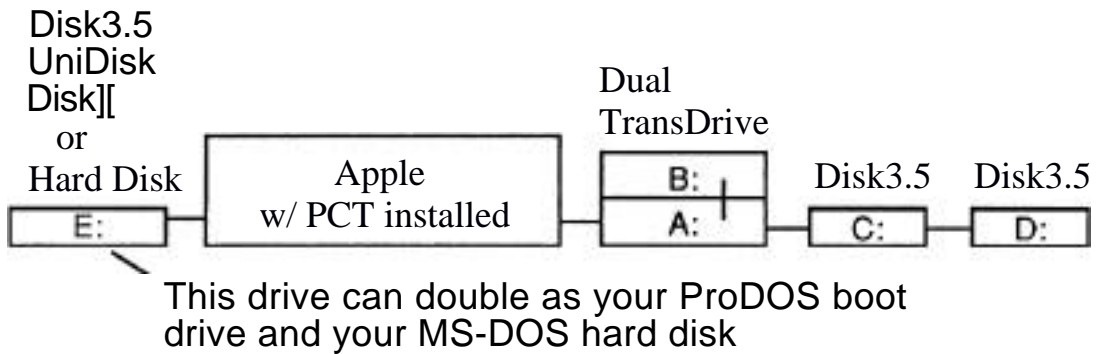 Disk3.5
UniDisk
Disk][
or
Hard Disk
E:
Apple
w/ PCT installed
Dual
TransDrive
B:
A:
Disk3.5
C:
Disk3.5
D:
This drive can double as your ProDOS boot
drive and your MS-DOS hard disk